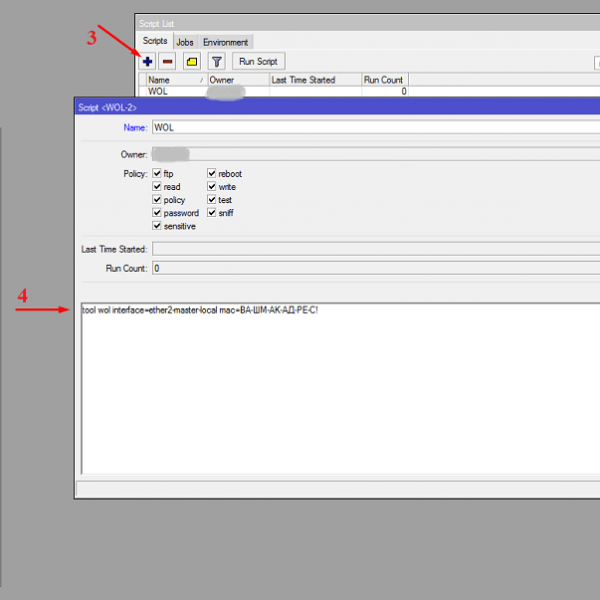 Script List
3
Scripts Jobs Environment
Run Script
Name / Owner Last Time Started Run Count
WOL 0
Script <WOL-2>
Name: WOL
Owner:
Policy: ftp reboot
read write
policy test
password sniff
sensitive
Last Time Started:
Run Count: 0
4
tool wol interface=ether2-master-local mac=ВА-ШМ-АК-АД-РЕ-С!